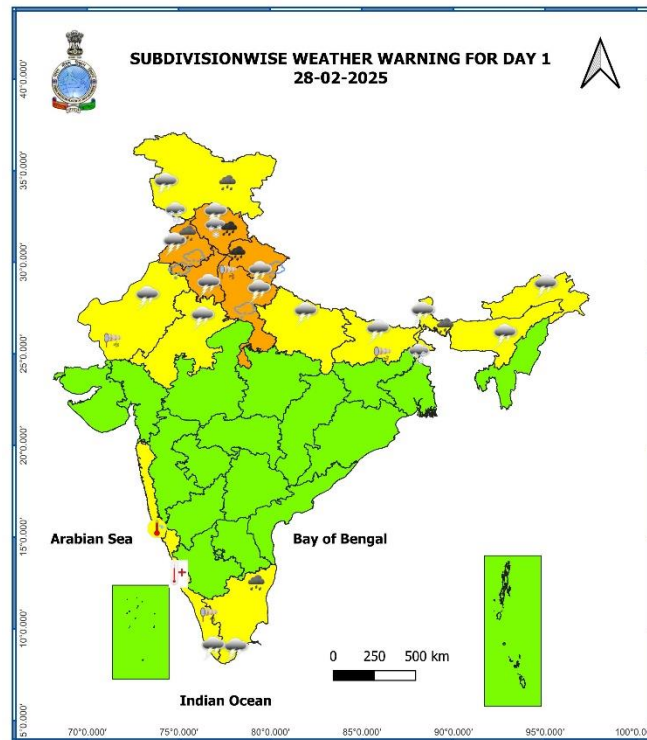 SUBDIVISIONWISE WEATHER WARNING FOR DAY 1
28-02-2025
40°0.000'
35°0.000'
30°0.000'
25°0.000'
20°0.000'
15°0.000'
10°0.000'
5°0.000'
Arabian Sea
Bay of Bengal
0 250 500 km
Indian Ocean
70°0.000' 75°0.000' 80°0.000' 85°0.000' 90°0.000' 95°0.000' 100°0.00